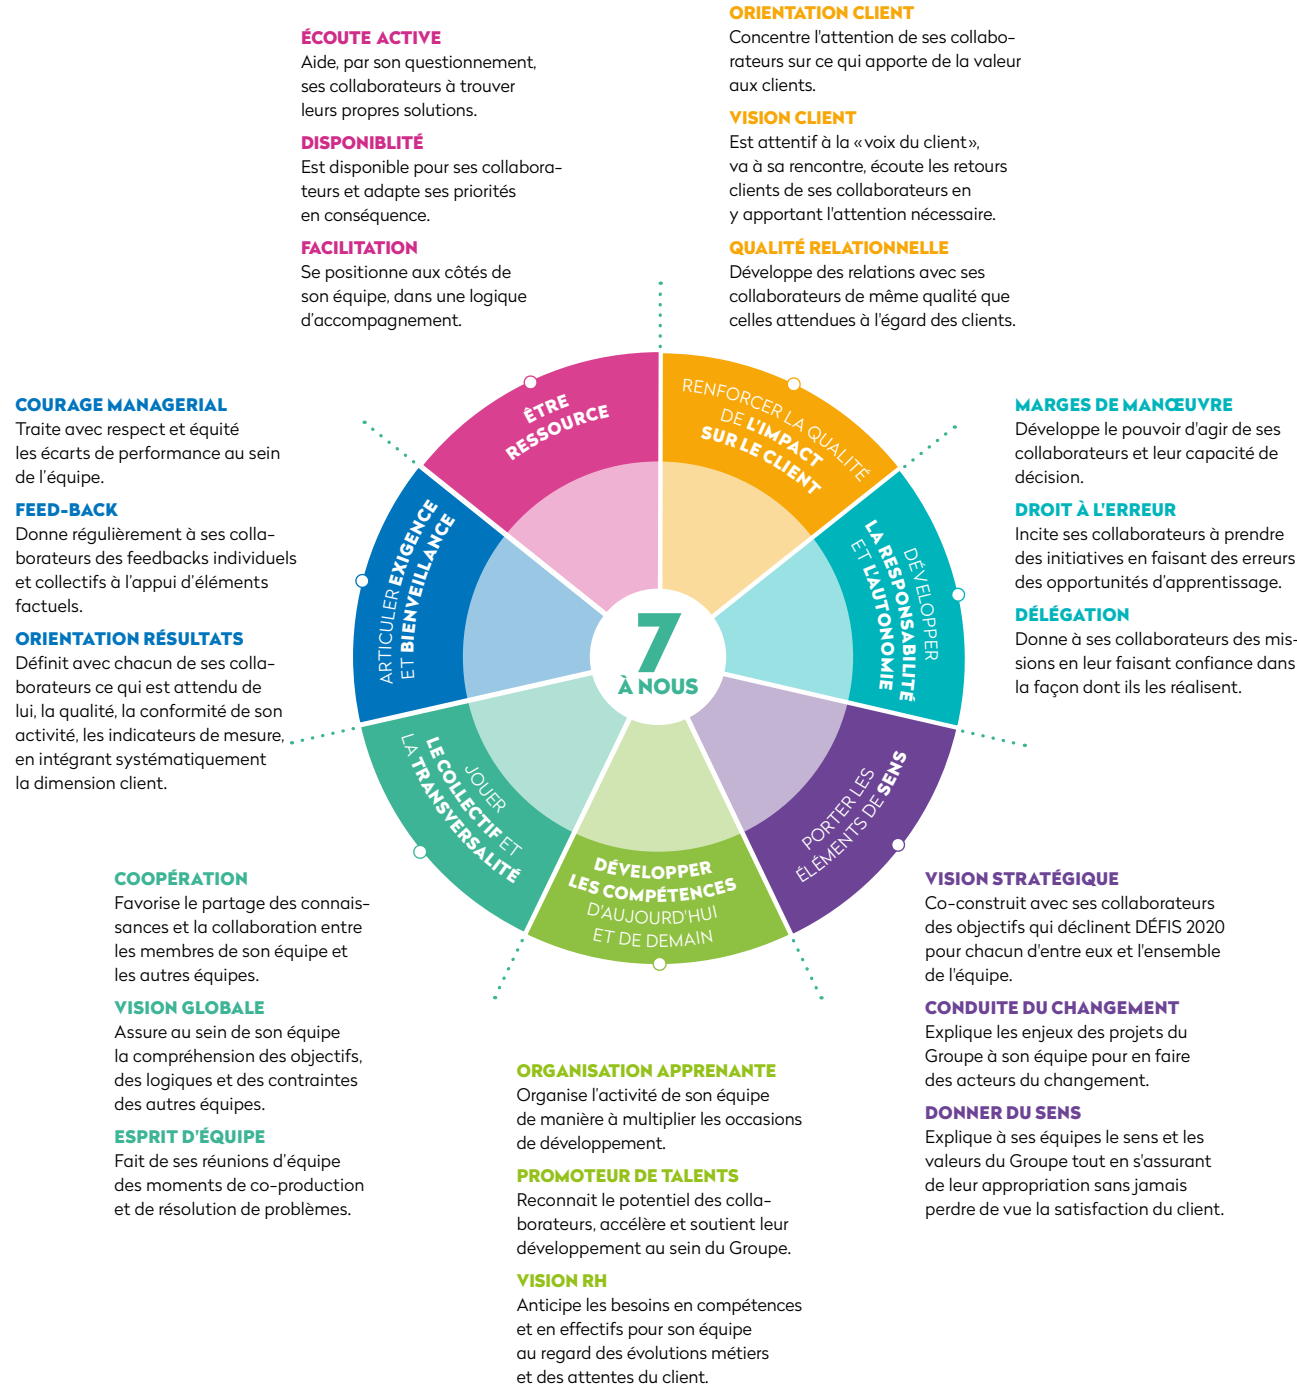 ÉCOUTE ACTIVE
Aide, par son questionnement,
ses collaborateurs à trouver
leurs propres solutions.
DISPONIBLITÉ
Est disponible pour ses collabora-
teurs et adapte ses priorités
en conséquence.
FACILITATION
Se positionne aux côtés de
son équipe, dans une logique
d'accompagnement.
ORIENTATION CLIENT
Concentre l'attention de ses collabo-
rateurs sur ce qui apporte de la valeur
aux clients.
VISION CLIENT
Est attentif à la «voix du client»,
va à sa rencontre, écoute les retours
clients de ses collaborateurs en
y apportant l'attention nécessaire.
QUALITÉ RELATIONNELLE
Développe des relations avec ses
collaborateurs de même qualité que
celles attendues à l'égard des clients.
COURAGE MANAGERIAL
Traite avec respect et équité
les écarts de performance au sein
de l'équipe.
FEED-BACK
Donne régulièrement à ses colla-
borateurs des feedbacks individuels
et collectifs à l'appui d'éléments
factuels.
ORIENTATION RÉSULTATS
Définit avec chacun de ses colla-
borateurs ce qui est attendu de
lui, la qualité, la conformité de son
activité, les indicateurs de mesure,
en intégrant systématiquement
la dimension client.
ÊTRE
RESSOURCE
RENFORCER LA QUALITÉ
DE L'IMPACT
SUR LE CLIENT
ARTICULER EXIGENCE
ET BIENVEILLANCE
7
À NOUS
DÉVELOPPER
LA RESPONSABILITÉ
ET L'AUTONOMIE
JOUER
LE COLLECTIF ET
LA TRANSVERSALITÉ
DÉVELOPPER
LES COMPÉTENCES
D'AUJOURD'HUI
ET DE DEMAIN
PORTER LES
ÉLÉMENTS DE SENS
MARGES DE MANŒUVRE
Développe le pouvoir d'agir de ses
collaborateurs et leur capacité de
décision.
DROIT À L'ERREUR
Incite ses collaborateurs à prendre
des initiatives en faisant des erreurs
des opportunités d'apprentissage.
DÉLÉGATION
Donne à ses collaborateurs des mis-
sions en leur faisant confiance dans
la façon dont ils les réalisent.
COOPÉRATION
Favorise le partage des connais-
sances et la collaboration entre
les membres de son équipe et
les autres équipes.
VISION GLOBALE
Assure au sein de son équipe
la compréhension des objectifs,
des logiques et des contraintes
des autres équipes.
ESPRIT D'ÉQUIPE
Fait de ses réunions d'équipe
des moments de co-production
et de résolution de problèmes.
ORGANISATION APPRENANTE
Organise l'activité de son équipe
de manière à multiplier les occasions
de développement.
PROMOTEUR DE TALENTS
Reconnait le potentiel des colla-
borateurs, accélère et soutient leur
développement au sein du Groupe.
VISION RH
Anticipe les besoins en compétences
et en effectifs pour son équipe
au regard des évolutions métiers
et des attentes du client.
VISION STRATÉGIQUE
Co-construit avec ses collaborateurs
des objectifs qui déclinent DÉFIS 2020
pour chacun d'entre eux et l'ensemble
de l'équipe.
CONDUITE DU CHANGEMENT
Explique les enjeux des projets du
Groupe à son équipe pour en faire
des acteurs du changement.
DONNER DU SENS
Explique à ses équipes le sens et les
valeurs du Groupe tout en s'assurant
de leur appropriation sans jamais
perdre de vue la satisfaction du client.